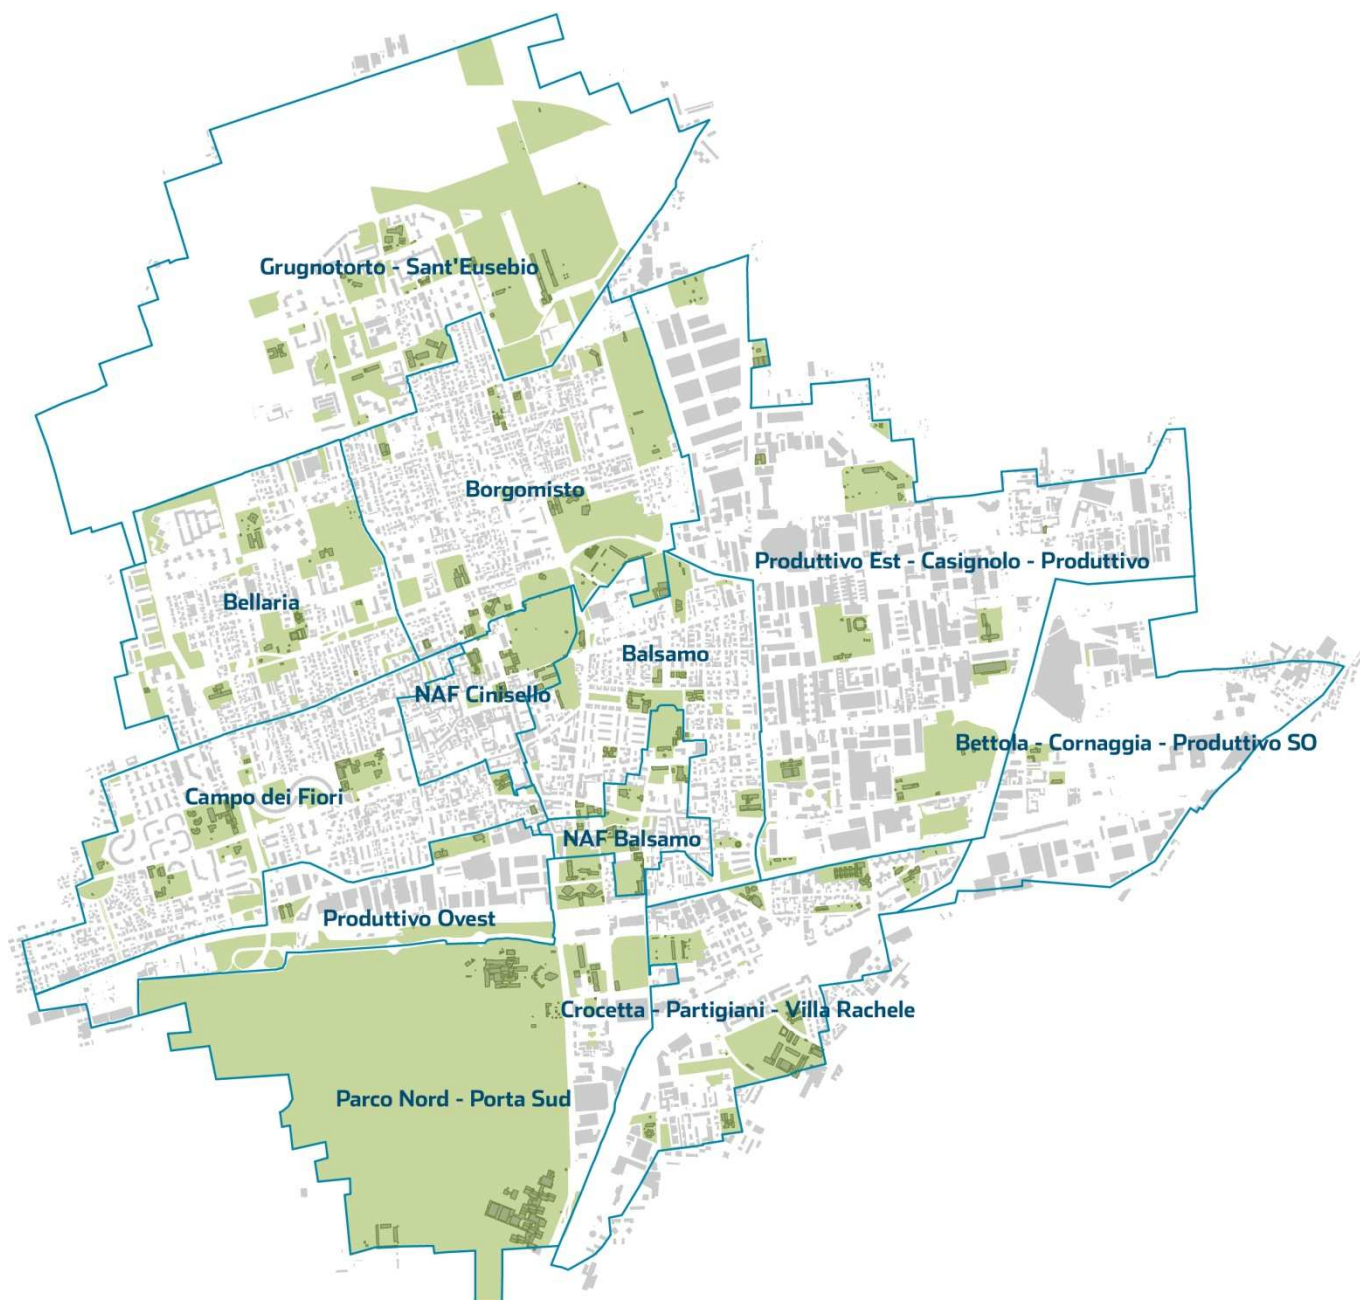 Grugnotorto - Sant'Eusebio
Borgomisto
Produttivo Est - Casignolo - Produttivo
Bellaria
Balsamo
NAF Cinisello
Bettola - Cornaggia - Produttivo SO
Campo dei Fiori
NAF Balsamo
Produttivo Ovest
Crocetta - Partigiani - Villa Rachele
Parco Nord - Porta Sud